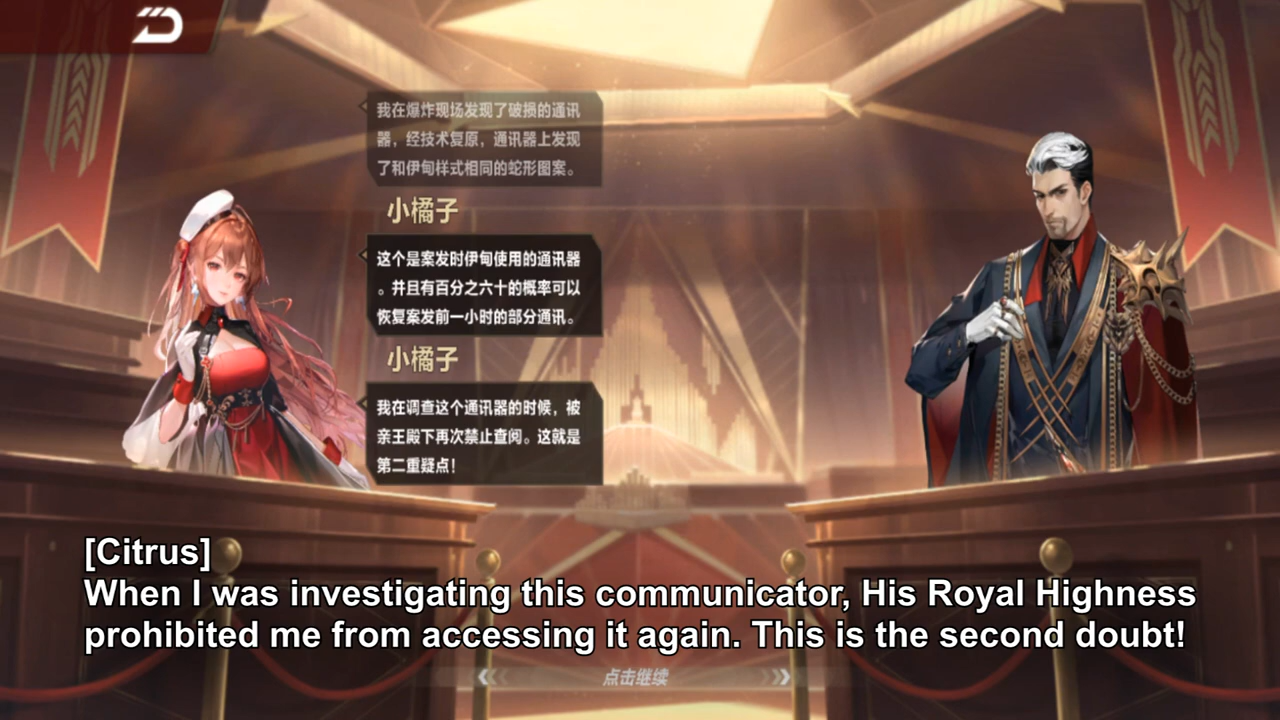 我在爆炸现场发现了破损的通讯
器，经技术复原，通讯器上发现
了和伊甸样式相同的蛇形图案。
小橘子
这个是案发时伊甸使用的通讯器
。并且有百分之六十的概率可以
恢复案发前一小时的部分通讯。
小橘子
我在调查这个通讯器的时候，被
亲王殿下再次禁止查阅。这就是
第二重疑点！
[Citrus]
When I was investigating this communicator, His Royal Highness
prohibited me from accessing it again. This is the second doubt!
点击继续